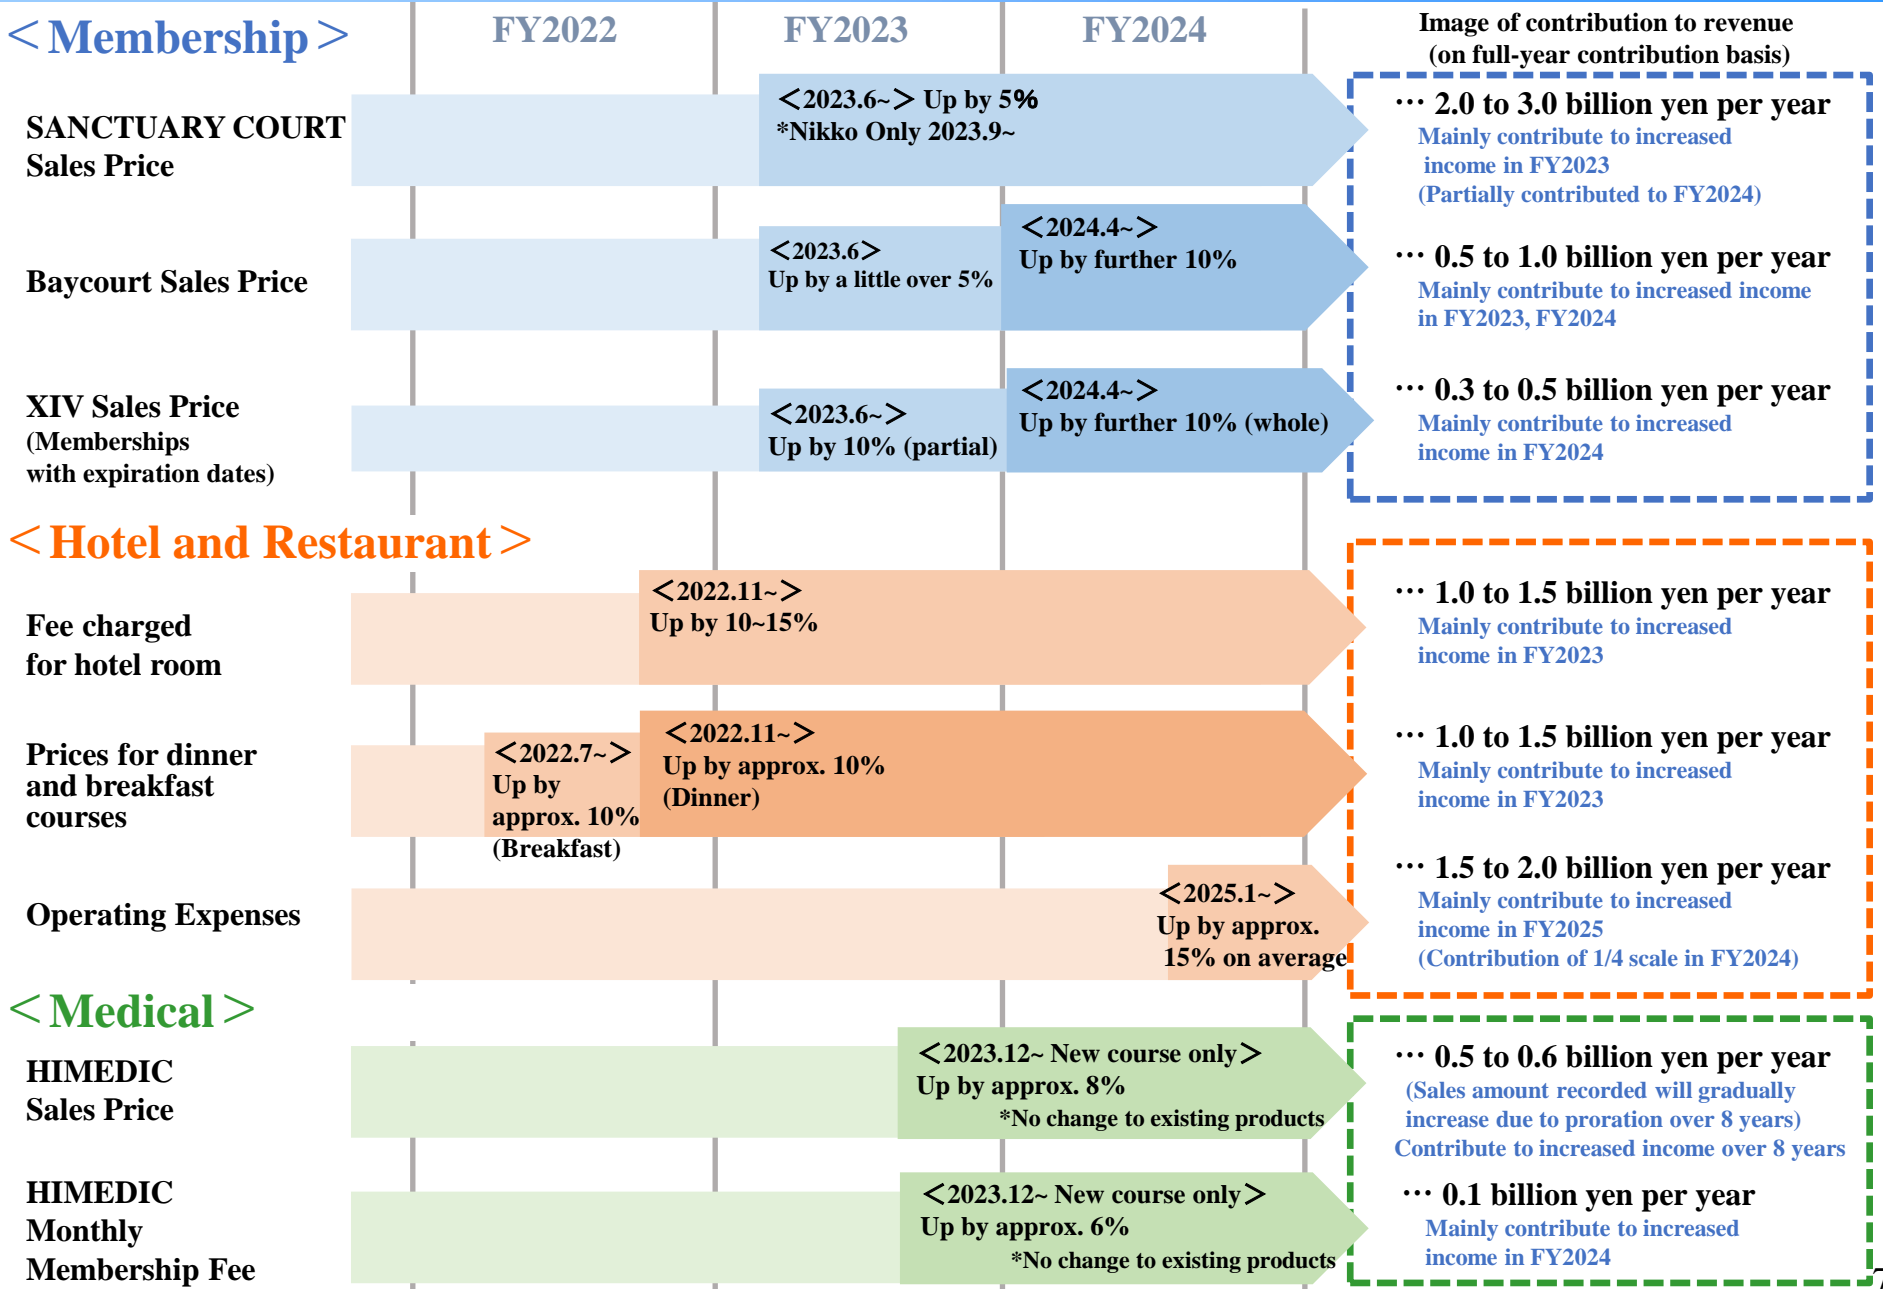 ＜Membership＞
FY2022
FY2023
FY2024
Image of contribution to revenue
(on full-year contribution basis)
SANCTUARY COURT
Sales Price
＜2023.6~＞ Up by 5%
*Nikko Only 2023.9~
… 2.0 to 3.0 billion yen per year
Mainly contribute to increased
income in FY2023
(Partially contributed to FY2024)
Baycourt Sales Price
＜2023.6＞
Up by a little over 5%
＜2024.4~＞
Up by further 10%
… 0.5 to 1.0 billion yen per year
Mainly contribute to increased income
in FY2023, FY2024
XIV Sales Price
(Memberships
with expiration dates)
＜2023.6~＞
Up by 10% (partial)
＜2024.4~＞
Up by further 10% (whole)
… 0.3 to 0.5 billion yen per year
Mainly contribute to increased
income in FY2024
＜Hotel and Restaurant＞
Fee charged
for hotel room
＜2022.11~＞
Up by 10~15%
… 1.0 to 1.5 billion yen per year
Mainly contribute to increased
income in FY2023
Prices for dinner
and breakfast
courses
＜2022.7~＞
Up by
approx. 10%
(Breakfast)
＜2022.11~＞
Up by approx. 10%
(Dinner)
… 1.0 to 1.5 billion yen per year
Mainly contribute to increased
income in FY2023
Operating Expenses
＜2025.1~＞
Up by approx.
15% on average
… 1.5 to 2.0 billion yen per year
Mainly contribute to increased
income in FY2025
(Contribution of 1/4 scale in FY2024)
＜Medical＞
HIMEDIC
Sales Price
＜2023.12~ New course only＞
Up by approx. 8%
*No change to existing products
… 0.5 to 0.6 billion yen per year
(Sales amount recorded will gradually
increase due to proration over 8 years)
Contribute to increased income over 8 years
HIMEDIC
Monthly
Membership Fee
＜2023.12~ New course only＞
Up by approx. 6%
*No change to existing products
… 0.1 billion yen per year
Mainly contribute to increased
income in FY2024
7